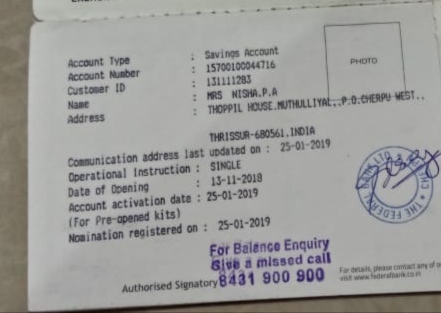 PHOTO
Account Type : Savings Account
Account Number : 15700100044716
Customer ID : 131111283
Name : MRS NISHA.P.A
Address : THOPPIL HOUSE.MUTHULLIYAL..P.O.CHERPU WEST..
THRISSUR-680561.INDIA
Communication address last updated on : 25-01-2019
Operational Instruction : SINGLE
Date of Opening : 13-11-2018
Account activation date : 25-01-2019
(For Pre-opened kits)
Nomination registered on : 25-01-2019
THE FEDERAL BANK LTD
For Balance Enquiry
Give a missed call
8431 900 900
Authorised Signatory
For details, please contact any of
visit www.federalbank.co.in